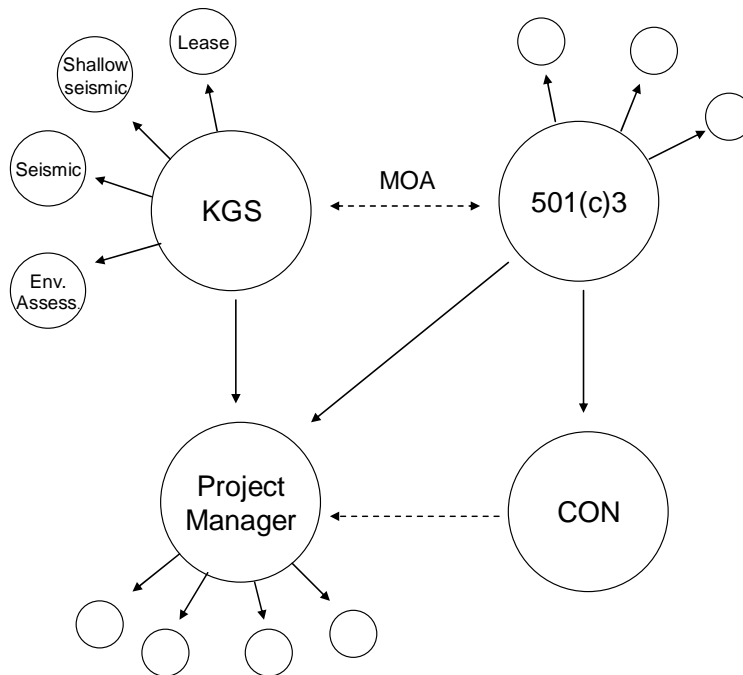 Lease
Shallow
seismic
Seismic
Env.
Assess.
KGS
MOA
501(c)3
Project
Manager
CON